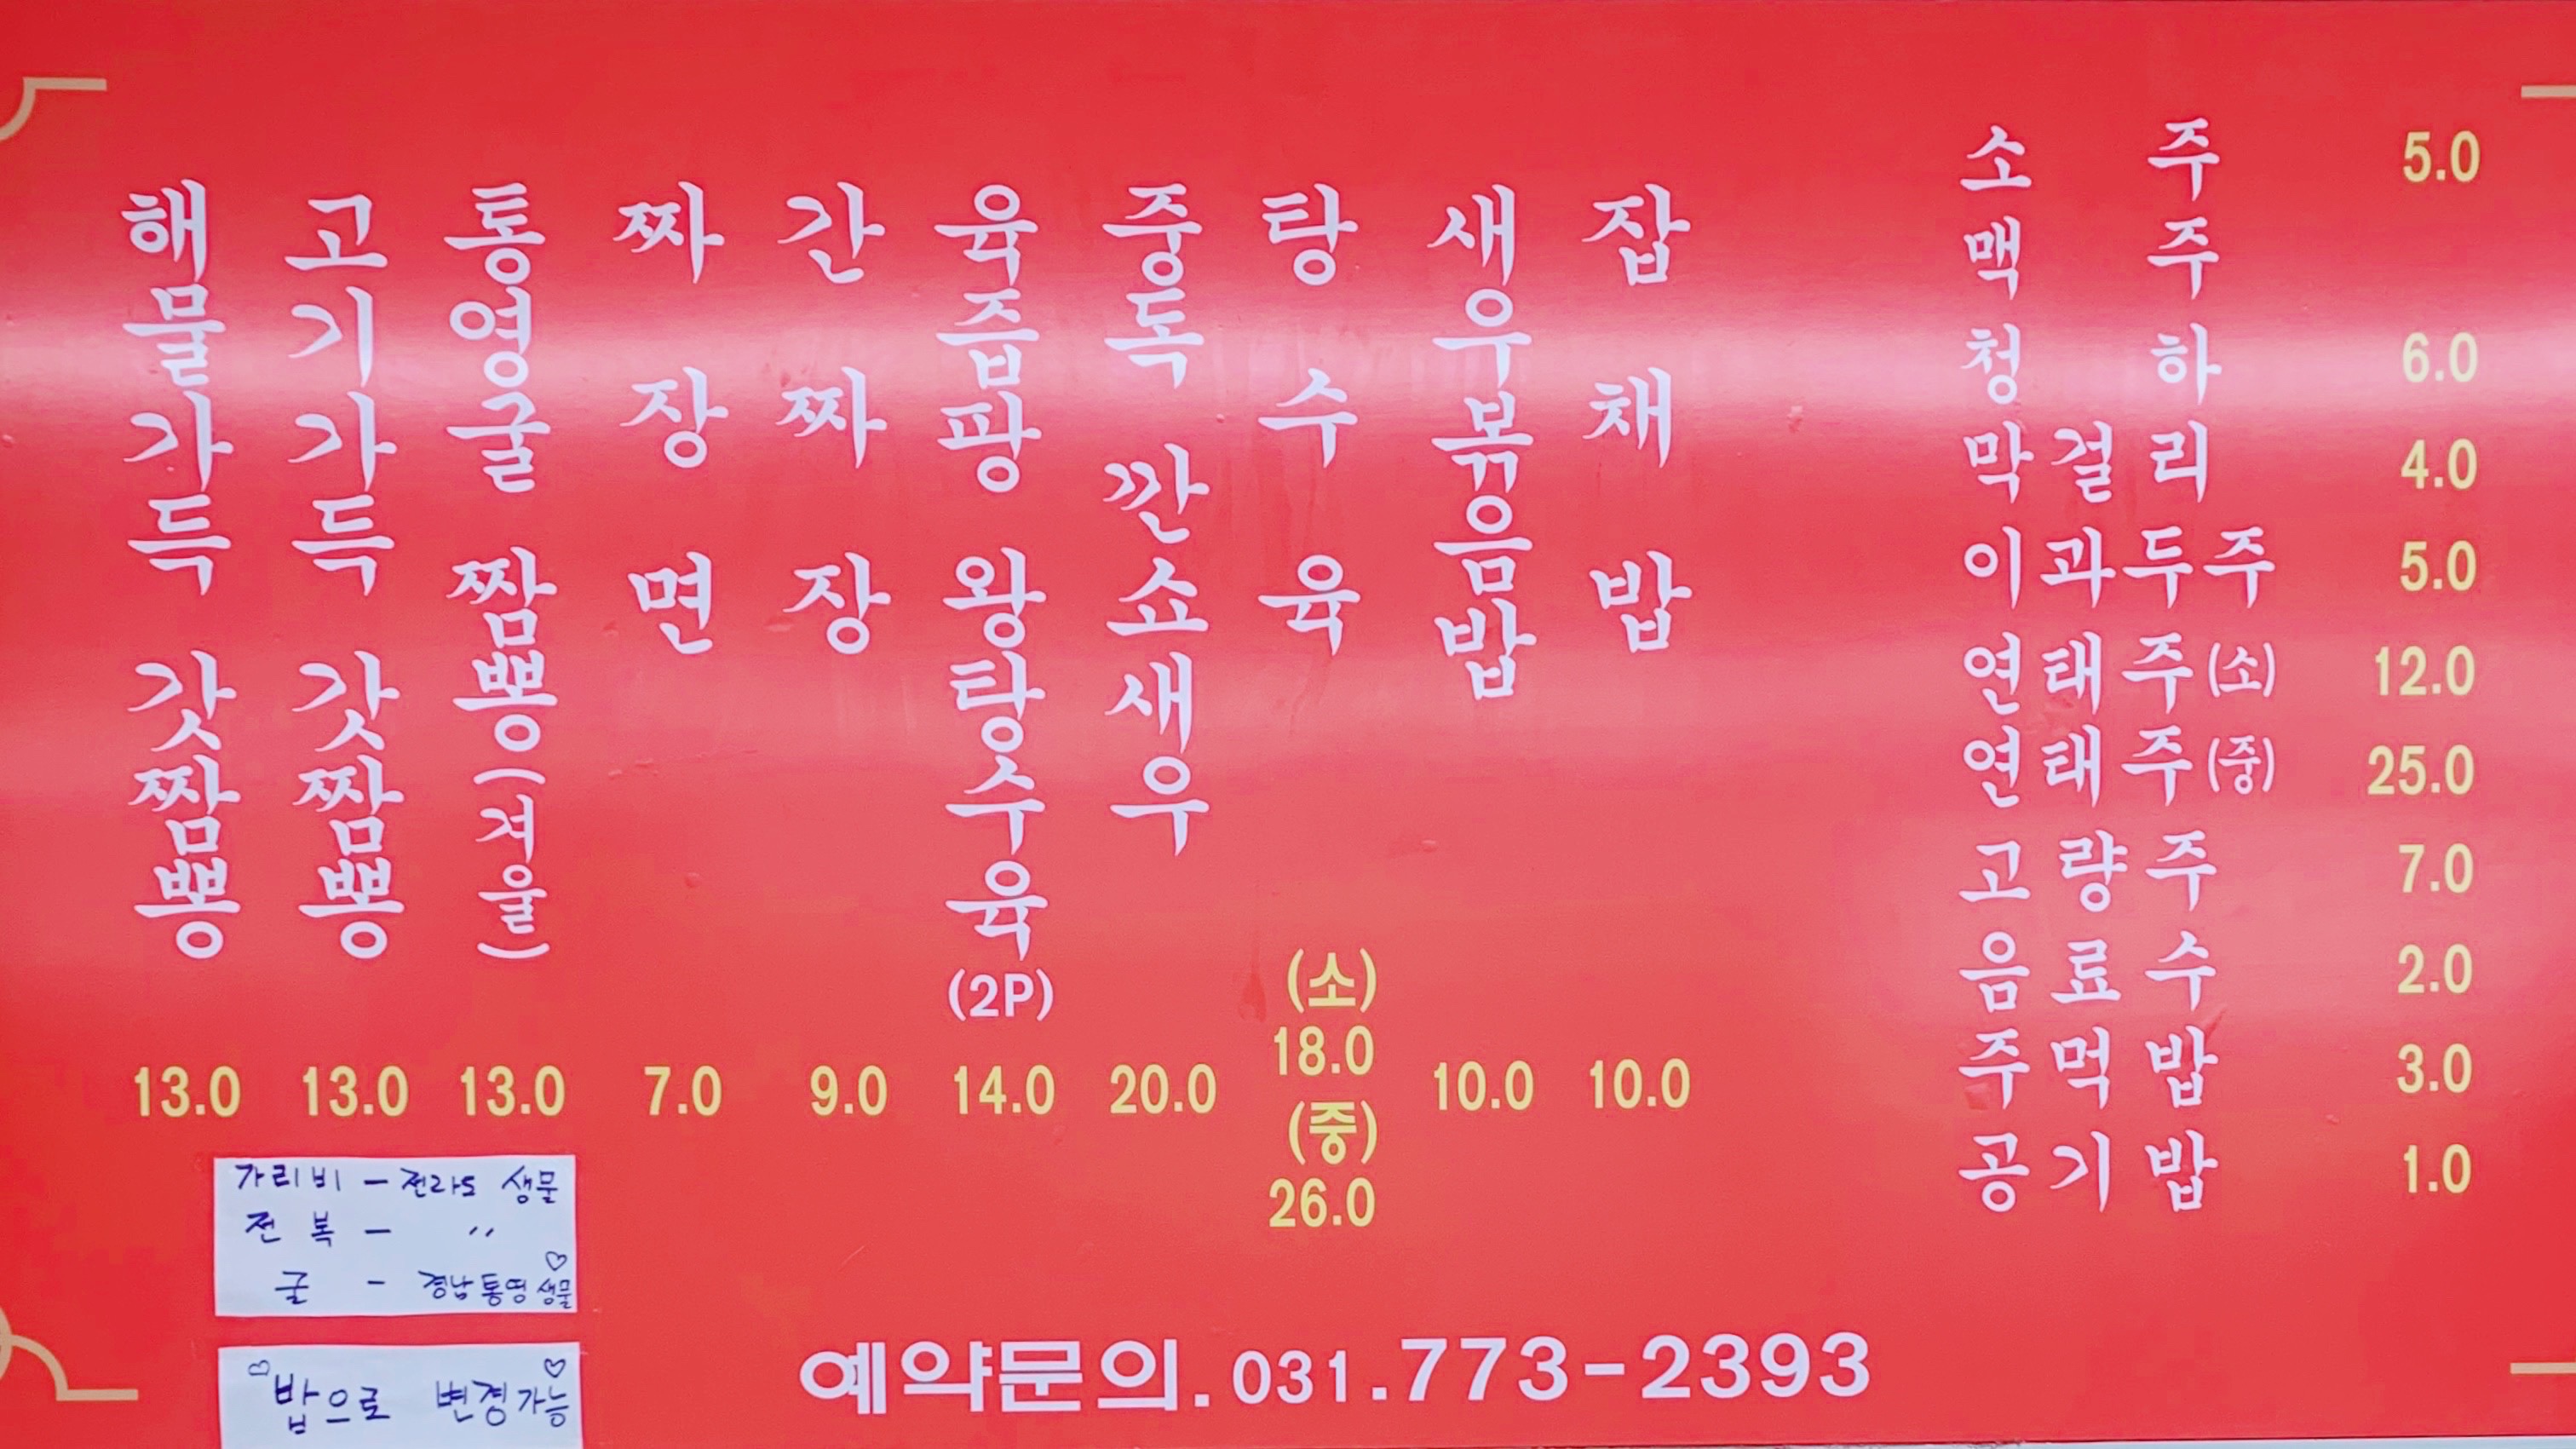 해물가득 갓짬뽕 13.0
고기가득 갓짬뽕 13.0
통영굴 짬뽕(겨울) 13.0
짜장면 7.0
간짜장 9.0
육즙팡 왕탕수육 (2P) 14.0
중독 깐쇼새우 20.0
탕수육 (소) 18.0 (중) 26.0
새우볶음밥 10.0
잡채밥 10.0
소주 5.0
맥주
청하 6.0
막걸리 4.0
이과두주 5.0
연태주(소) 12.0
연태주(중) 25.0
고량주 7.0
음료수 2.0
주먹밥 3.0
공기밥 1.0
가리비 - 전라도 생물
전복 - 〃
굴 - 경남통영생물
밥으로 변경가능
예약문의. 031.773-2393